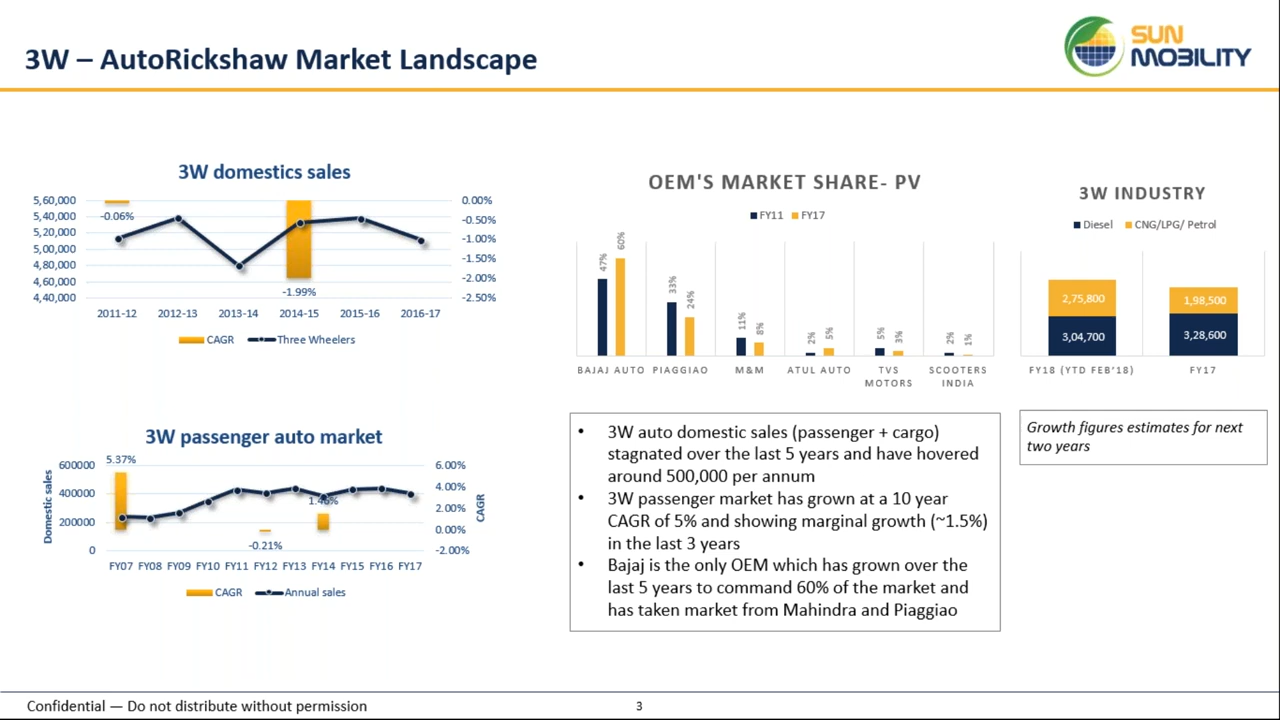 3W – AutoRickshaw Market Landscape
SUN
MOBILITY
3W domestics sales
5,60,000
5,40,000
5,20,000
5,00,000
4,80,000
4,60,000
4,40,000
0.00%
-0.50%
-1.00%
-1.50%
-2.00%
-2.50%
-0.06%
-1.99%
2011-12 2012-13 2013-14 2014-15 2015-16 2016-17
CAGR Three Wheelers
3W passenger auto market
Domestic sales
600000
400000
200000
0
5.37%
-0.21%
1.46%
6.00%
4.00%
2.00%
0.00%
-2.00%
CAGR
FY07 FY08 FY09 FY10 FY11 FY12 FY13 FY14 FY15 FY16 FY17
CAGR Annual sales
OEM'S MARKET SHARE- PV
FY11 FY17
47% 60% 33% 24% 11% 8% 2% 5% 5% 3% 2% 1%
BAJAJ AUTO PIAGGIAO M&M ATUL AUTO TVS MOTORS SCOOTERS INDIA
3W INDUSTRY
Diesel CNG/LPG/ Petrol
2,75,800 1,98,500
3,04,700 3,28,600
FY18 (YTD FEB'18) FY17
• 3W auto domestic sales (passenger + cargo)
stagnated over the last 5 years and have hovered
around 500,000 per annum
• 3W passenger market has grown at a 10 year
CAGR of 5% and showing marginal growth (~1.5%)
in the last 3 years
• Bajaj is the only OEM which has grown over the
last 5 years to command 60% of the market and
has taken market from Mahindra and Piaggiao
Growth figures estimates for next
two years
Confidential — Do not distribute without permission
3